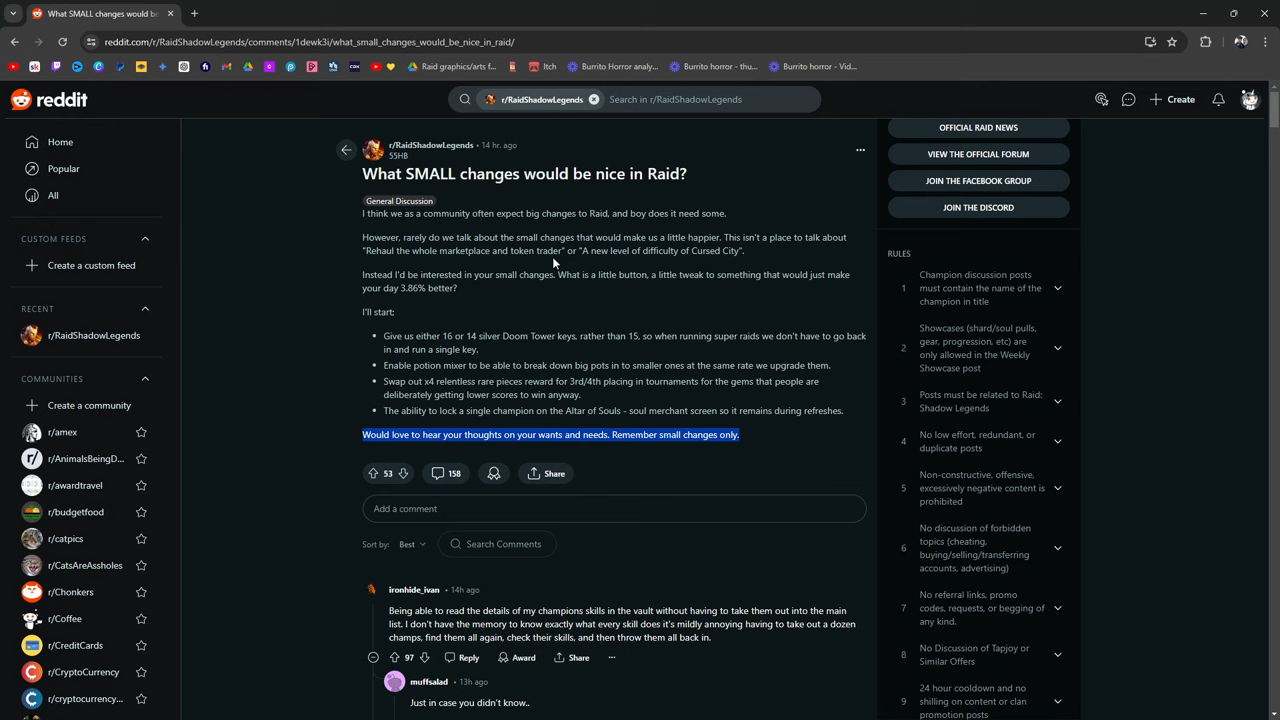 What SMALL changes would be
reddit.com/r/RaidShadowLegends/comments/1dewk3i/what_small_changes_would_be_nice_in_raid/
Raid graphics/arts f...
Itch
Burrito Horror analy...
Burrito horror - thu...
Burrito horror - Vid...
reddit
r/RaidShadowLegends
Search in r/RaidShadowLegends
Create
Home
Popular
All
CUSTOM FEEDS
Create a custom feed
RECENT
r/RaidShadowLegends
COMMUNITIES
Create a community
r/amex
r/AnimalsBeingD...
r/awardtravel
r/budgetfood
r/catpics
r/CatsAreAssholes
r/Chonkers
r/Coffee
r/CreditCards
r/CryptoCurrency
r/cryptocurrency...
r/RaidShadowLegends • 14 hr. ago
55HB
What SMALL changes would be nice in Raid?
General Discussion
I think we as a community often expect big changes to Raid, and boy does it need some.
However, rarely do we talk about the small changes that would make us a little happier. This isn't a place to talk about
"Rehaul the whole marketplace and token trader" or "A new level of difficulty of Cursed City".
Instead I'd be interested in your small changes. What is a little button, a little tweak to something that would just make
your day 3.86% better?
I'll start;
• Give us either 16 or 14 silver Doom Tower keys, rather than 15, so when running super raids we don't have to go back
in and run a single key.
• Enable potion mixer to be able to break down big pots in to smaller ones at the same rate we upgrade them.
• Swap out x4 relentless rare pieces reward for 3rd/4th placing in tournaments for the gems that people are
deliberately getting lower scores to win anyway.
• The ability to lock a single champion on the Altar of Souls - soul merchant screen so it remains during refreshes.
Would love to hear your thoughts on your wants and needs. Remember small changes only.
53
158
Share
Add a comment
Sort by: Best
Search Comments
ironhide_ivan • 14h ago
Being able to read the details of my champions skills in the vault without having to take them out into the main
list. I don't have the memory to know exactly what every skill does it's mildly annoying having to take out a dozen
champs, find them all again, check their skills, and then throw them all back in.
97
Reply
Award
Share
muffsalad • 13h ago
Just in case you didn't know..
OFFICIAL RAID NEWS
VIEW THE OFFICIAL FORUM
JOIN THE FACEBOOK GROUP
JOIN THE DISCORD
RULES
1 Champion discussion posts
must contain the name of the
champion in title
2 Showcases (shard/soul pulls,
gear, progression, etc) are
only allowed in the Weekly
Showcase post
3 Posts must be related to Raid:
Shadow Legends
4 No low effort, redundant, or
duplicate posts
5 Non-constructive, offensive,
excessively negative content is
prohibited
6 No discussion of forbidden
topics (cheating,
buying/selling/transferring
accounts, advertising)
7 No referral links, promo
codes, requests, or begging of
any kind.
8 No Discussion of Tapjoy or
Similar Offers
9 24 hour cooldown and no
shilling on content or clan
promotion posts